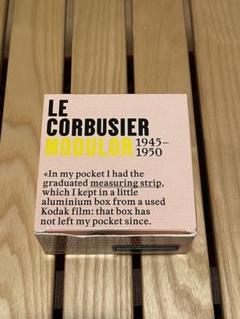 LE
CORBUSIER
MODULOR 1945–
1950
«In my pocket I had the
graduated measuring strip,
which I kept in a little
aluminium box from a used
Kodak film: that box has
not left my pocket since.